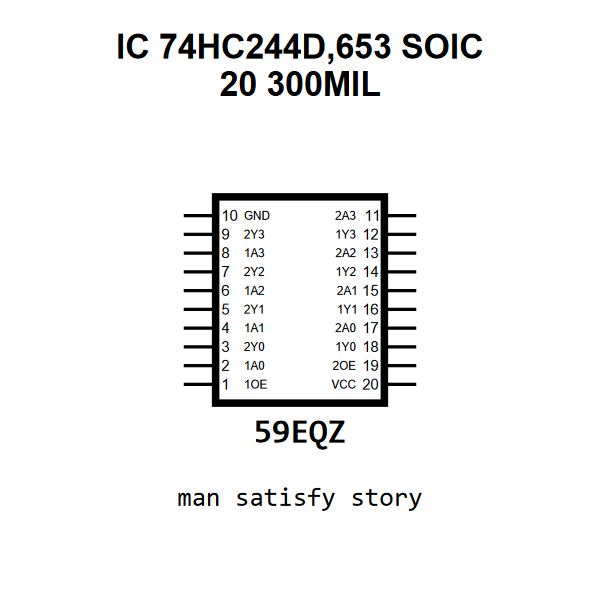 IC 74HC244D,653 SOIC
20 300MIL
10 GND 2A3 11
9 2Y3 1Y3 12
8 1A3 2A2 13
7 2Y2 1Y2 14
6 1A2 2A1 15
5 2Y1 1Y1 16
4 1A1 2A0 17
3 2Y0 1Y0 18
2 1A0 2OE 19
1 1OE VCC 20
59EQZ
man satisfy story